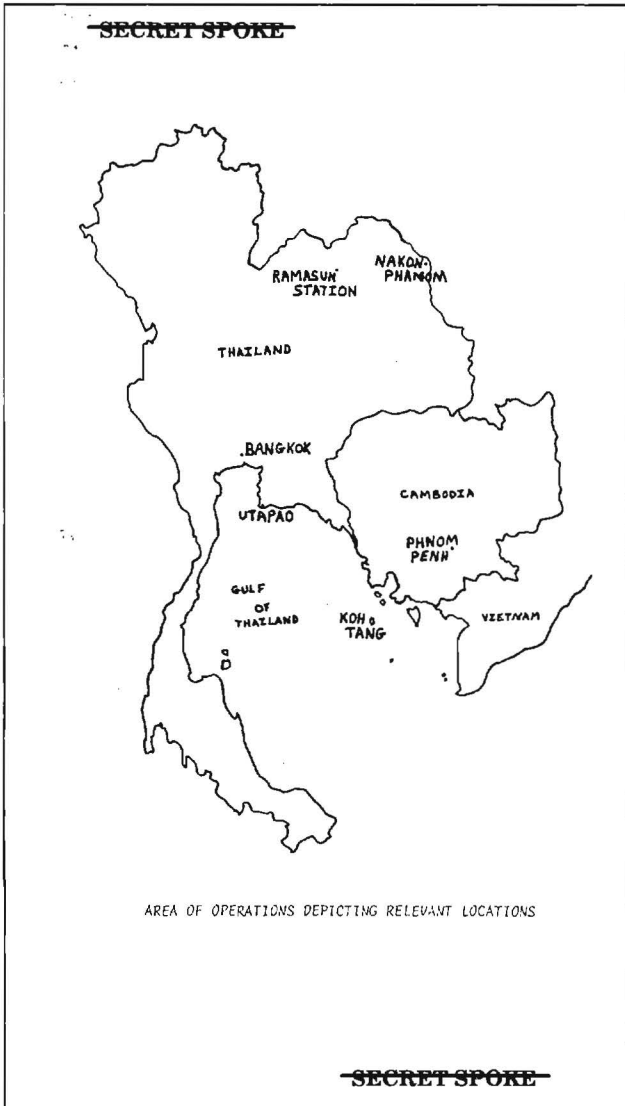 SECRET SPOKE
NAKON
PHANOM
RAMASUN
STATION
THAILAND
BANGKOK
CAMBODIA
UTAPAO
PHNOM
PENH
GULF
OF
THAILAND
KOH
TANG
VIETNAM
AREA OF OPERATIONS DEPICTING RELEVANT LOCATIONS
SECRET SPOKE